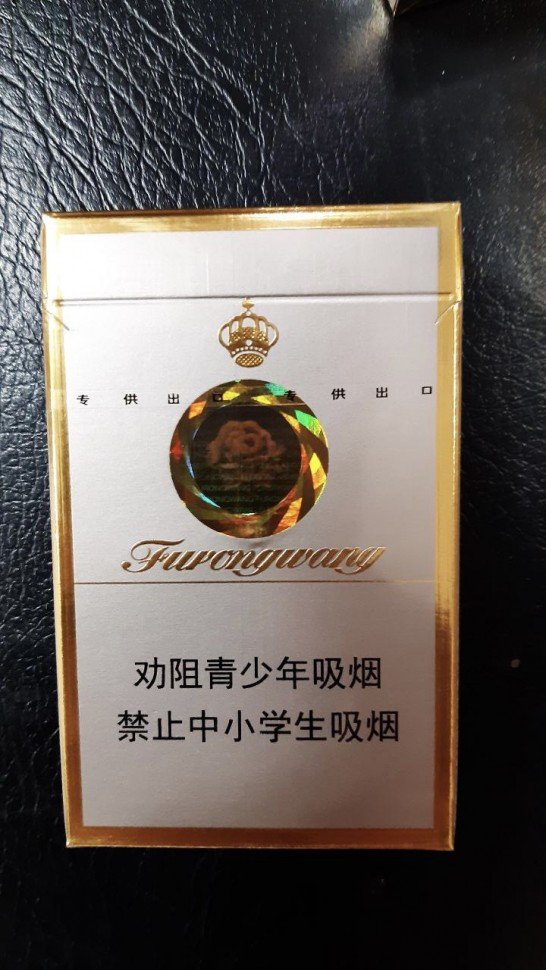 专供出口 专供出口
Furongwang
劝阻青少年吸烟
禁止中小学生吸烟